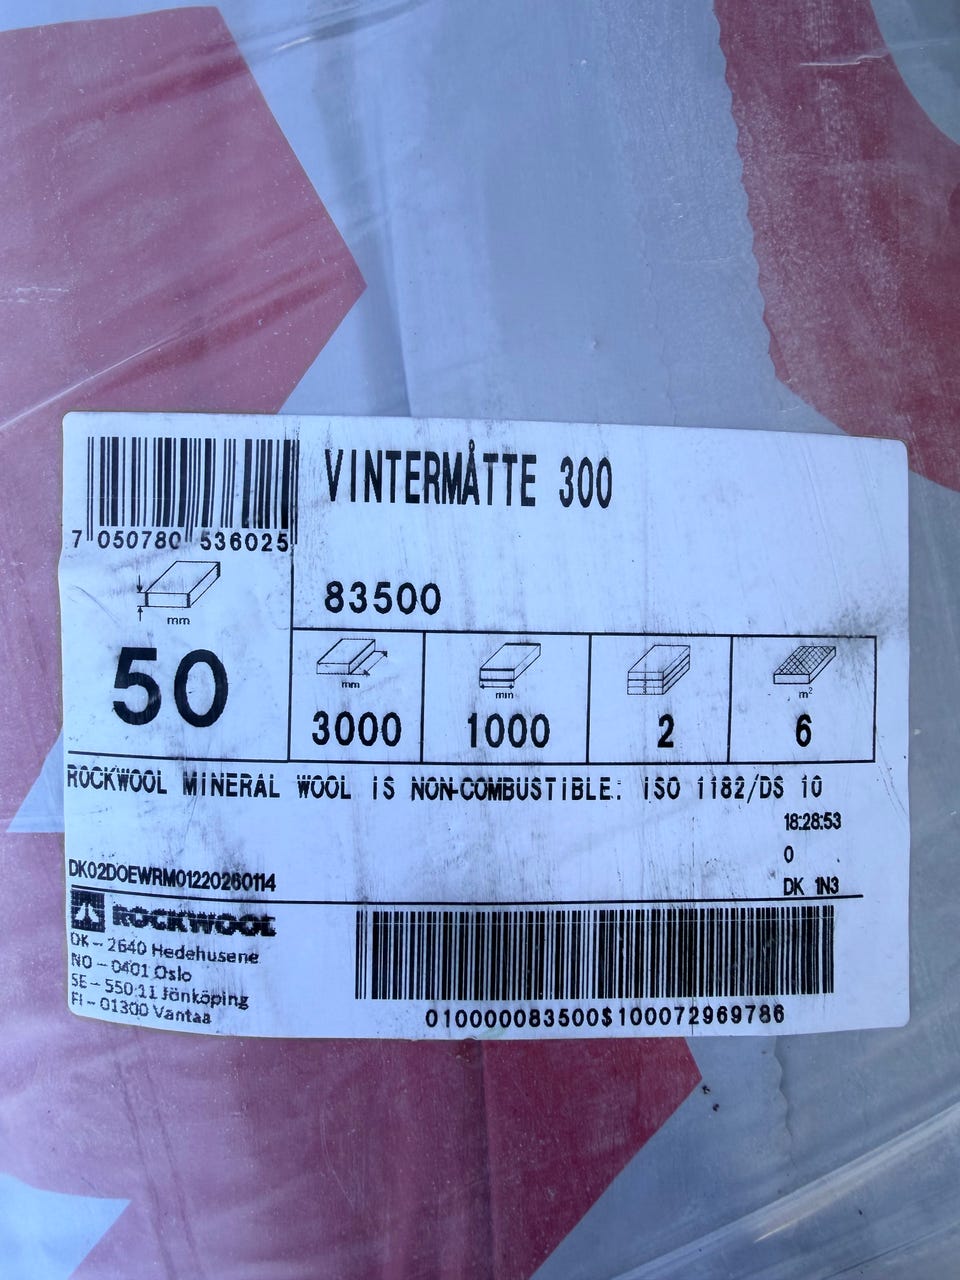 VINTERMÅTTE 300
7 050780 536025
83500
mm
50
mm
3000
mm
1000
2
m²
6
ROCKWOOL MINERAL WOOL IS NON-COMBUSTIBLE: ISO 1182/DS 10
18:28:53
0
DK02DOEWRM01220260114
DK 1N3
ROCKWOOL
DK – 2640 Hedehusene
NO – 0401 Oslo
SE – 550 11 Jönköping
FI – 01300 Vantaa
010000083500$100072969786